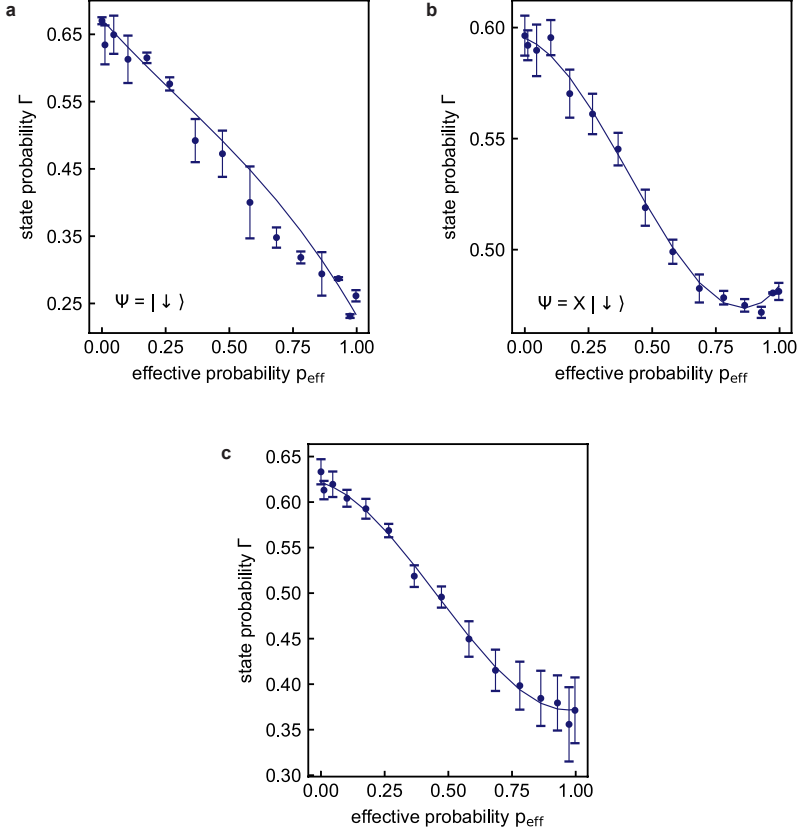 a
state probability Γ
0.65
0.55
0.45
0.35
0.25
Ψ = | ↓ ⟩
0.00 0.25 0.50 0.75 1.00
effective probability p_eff
b
state probability Γ
0.60
0.55
0.50
Ψ = X | ↓ ⟩
0.00 0.25 0.50 0.75 1.00
effective probability p_eff
c
state probability Γ
0.65
0.60
0.55
0.50
0.45
0.40
0.35
0.30
0.00 0.25 0.50 0.75 1.00
effective probability p_eff